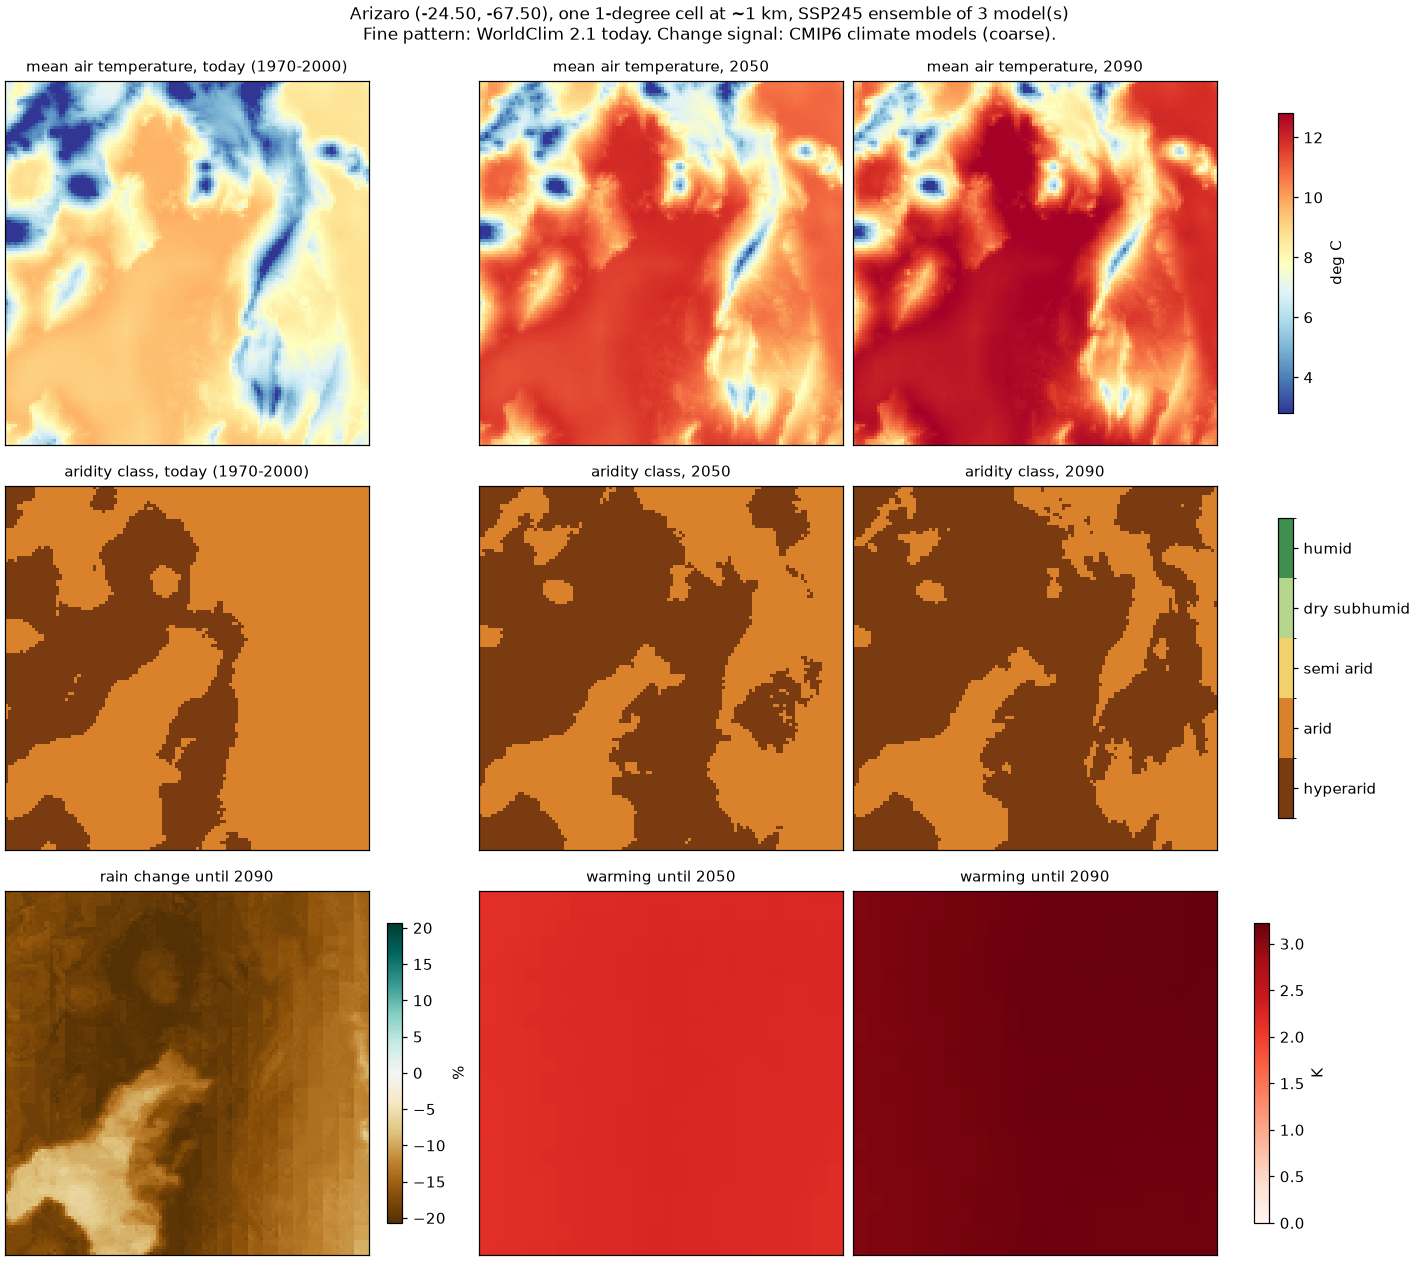 Arizaro (-24.50, -67.50), one 1-degree cell at ~1 km, SSP245 ensemble of 3 model(s)
Fine pattern: WorldClim 2.1 today. Change signal: CMIP6 climate models (coarse).
mean air temperature, today (1970-2000)
mean air temperature, 2050
mean air temperature, 2090
12
10
8
6
4
deg C
aridity class, today (1970-2000)
aridity class, 2050
aridity class, 2090
humid
dry subhumid
semi arid
arid
hyperarid
rain change until 2090
20
15
10
5
0
−5
−10
−15
−20
%
warming until 2050
warming until 2090
3.0
2.5
2.0
1.5
1.0
0.5
0.0
K